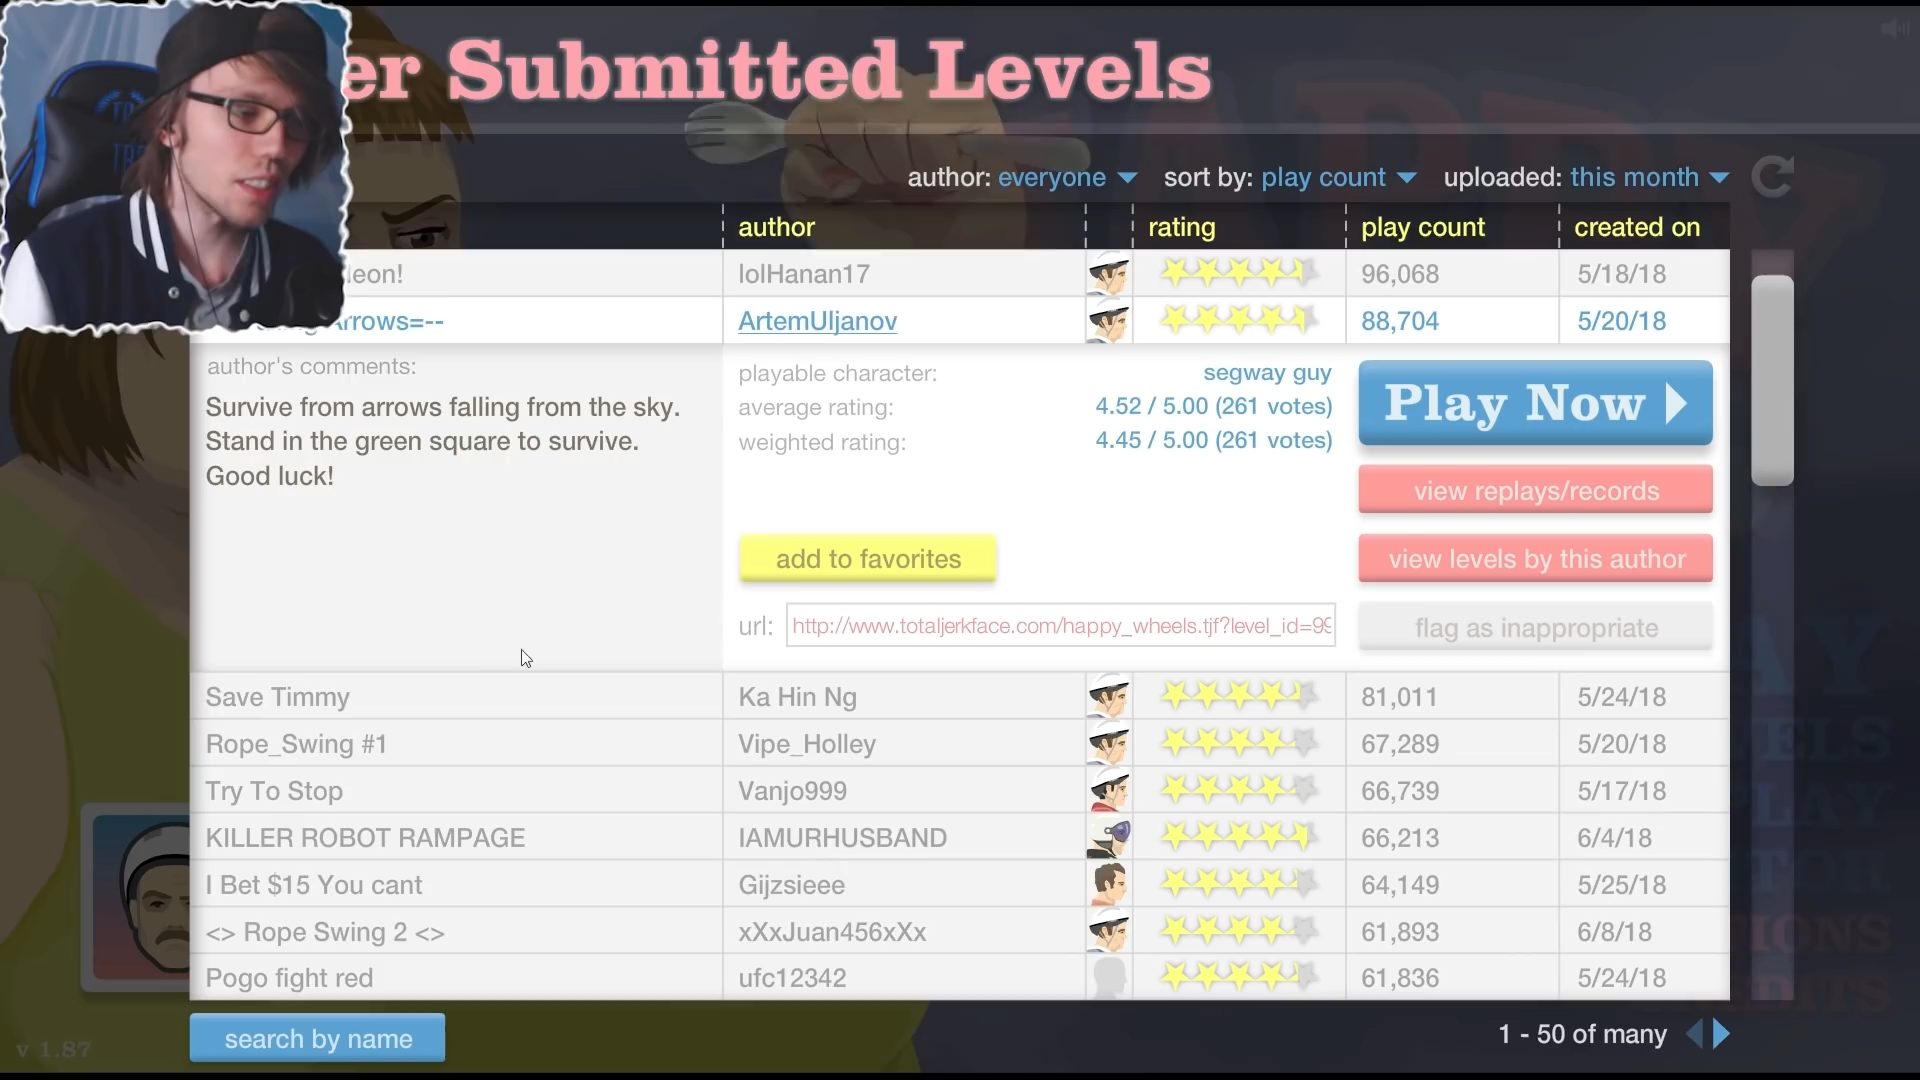 er Submitted Levels
author: everyone sort by: play count uploaded: this month
author rating play count created on
leon! lolHanan17 96,068 5/18/18
Arrows=-- ArtemUljanov 88,704 5/20/18
author's comments:
Survive from arrows falling from the sky.
Stand in the green square to survive.
Good luck!
playable character: segway guy
average rating: 4.52 / 5.00 (261 votes)
weighted rating: 4.45 / 5.00 (261 votes)
Play Now
view replays/records
add to favorites
view levels by this author
url: http://www.totaljerkface.com/happy_wheels.tjf?level_id=99
flag as inappropriate
Save Timmy Ka Hin Ng 81,011 5/24/18
Rope_Swing #1 Vipe_Holley 67,289 5/20/18
Try To Stop Vanjo999 66,739 5/17/18
KILLER ROBOT RAMPAGE IAMURHUSBAND 66,213 6/4/18
I Bet $15 You cant Gijzsieee 64,149 5/25/18
<> Rope Swing 2 <> xXxJuan456xXx 61,893 6/8/18
Pogo fight red ufc12342 61,836 5/24/18
search by name
1 - 50 of many
v 1.87